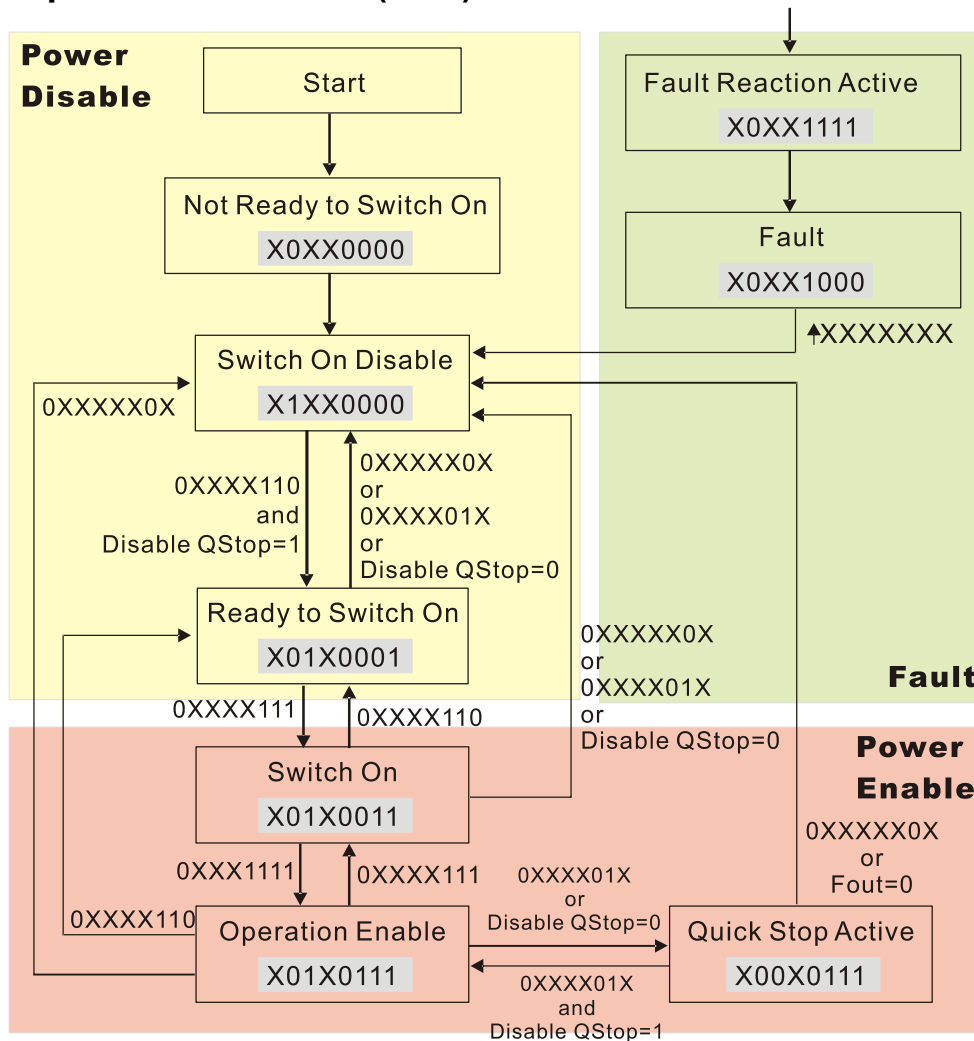 Power
Disable
Start
Not Ready to Switch On
X0XX0000
Switch On Disable
X1XX0000
0XXXXX0X
0XXXX110
and
Disable QStop=1
0XXXXX0X
or
0XXXX01X
or
Disable QStop=0
Ready to Switch On
X01X0001
0XXXX111
0XXXX110
Fault Reaction Active
X0XX1111
Fault
X0XX1000
XXXXXXX
Fault
0XXXXX0X
or
0XXXX01X
or
Disable QStop=0
Power
Enable
Switch On
X01X0011
0XXX1111
0XXXX111
0XXXX110
Operation Enable
X01X0111
0XXXX01X
or
Disable QStop=0
0XXXX01X
and
Disable QStop=1
0XXXXX0X
or
Fout=0
Quick Stop Active
X00X0111